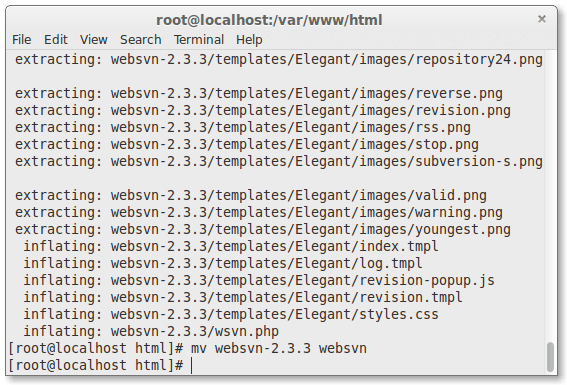 root@localhost:/var/www/html
×
File Edit View Search Terminal Help
extracting: websvn-2.3.3/templates/Elegant/images/repository24.png
extracting: websvn-2.3.3/templates/Elegant/images/reverse.png
extracting: websvn-2.3.3/templates/Elegant/images/revision.png
extracting: websvn-2.3.3/templates/Elegant/images/rss.png
extracting: websvn-2.3.3/templates/Elegant/images/stop.png
extracting: websvn-2.3.3/templates/Elegant/images/subversion-s.png
extracting: websvn-2.3.3/templates/Elegant/images/valid.png
extracting: websvn-2.3.3/templates/Elegant/images/warning.png
extracting: websvn-2.3.3/templates/Elegant/images/youngest.png
inflating: websvn-2.3.3/templates/Elegant/index.tmpl
inflating: websvn-2.3.3/templates/Elegant/log.tmpl
inflating: websvn-2.3.3/templates/Elegant/revision-popup.js
inflating: websvn-2.3.3/templates/Elegant/revision.tmpl
inflating: websvn-2.3.3/templates/Elegant/styles.css
inflating: websvn-2.3.3/wsvn.php
[root@localhost html]# mv websvn-2.3.3 websvn
[root@localhost html]#